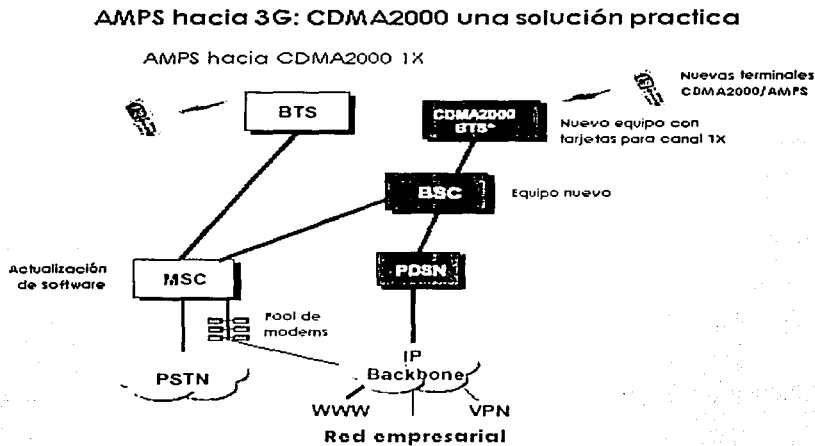 AMPS hacia 3G: CDMA2000 una solución practica
AMPS hacia CDMA2000 1X
Nuevas terminales
CDMA2000/AMPS
BTS
CDMA2000
BTS*
Nuevo equipo con
tarjetas para canal 1X
BSC
Equipo nuevo
Actualización
de software
MSC
PDSN
Pool de
modems
PSTN
IP
Backbone
WWW
VPN
Red empresarial